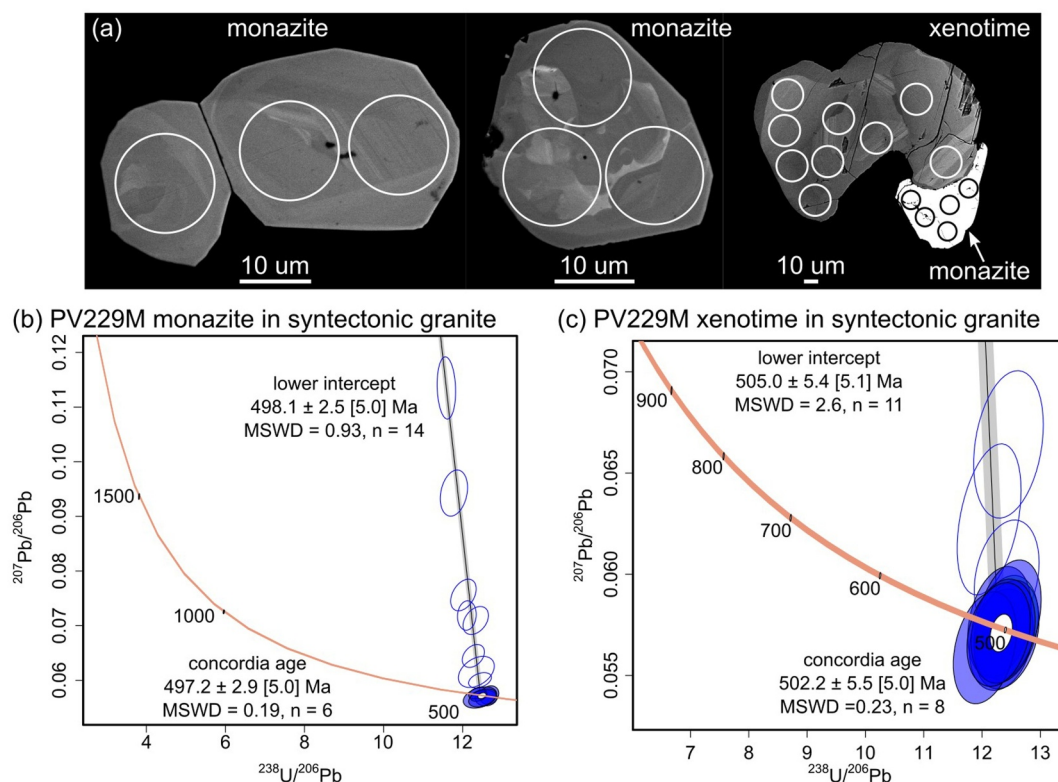 (a) monazite monazite xenotime
10 um 10 um 10 um
monazite
(b) PV229M monazite in syntectonic granite
0.12
0.11
0.10
0.09
0.08
0.07
0.06
²⁰⁷Pb/²⁰⁶Pb
lower intercept
498.1 ± 2.5 [5.0] Ma
MSWD = 0.93, n = 14
1500
1000
500
concordia age
497.2 ± 2.9 [5.0] Ma
MSWD = 0.19, n = 6
4 6 8 10 12
²³⁸U/²⁰⁶Pb
(c) PV229M xenotime in syntectonic granite
0.070
0.065
0.060
0.055
²⁰⁷Pb/²⁰⁶Pb
lower intercept
505.0 ± 5.4 [5.1] Ma
MSWD = 2.6, n = 11
900
800
700
600
500
concordia age
502.2 ± 5.5 [5.0] Ma
MSWD =0.23, n = 8
7 8 9 10 11 12 13
²³⁸U/²⁰⁶Pb